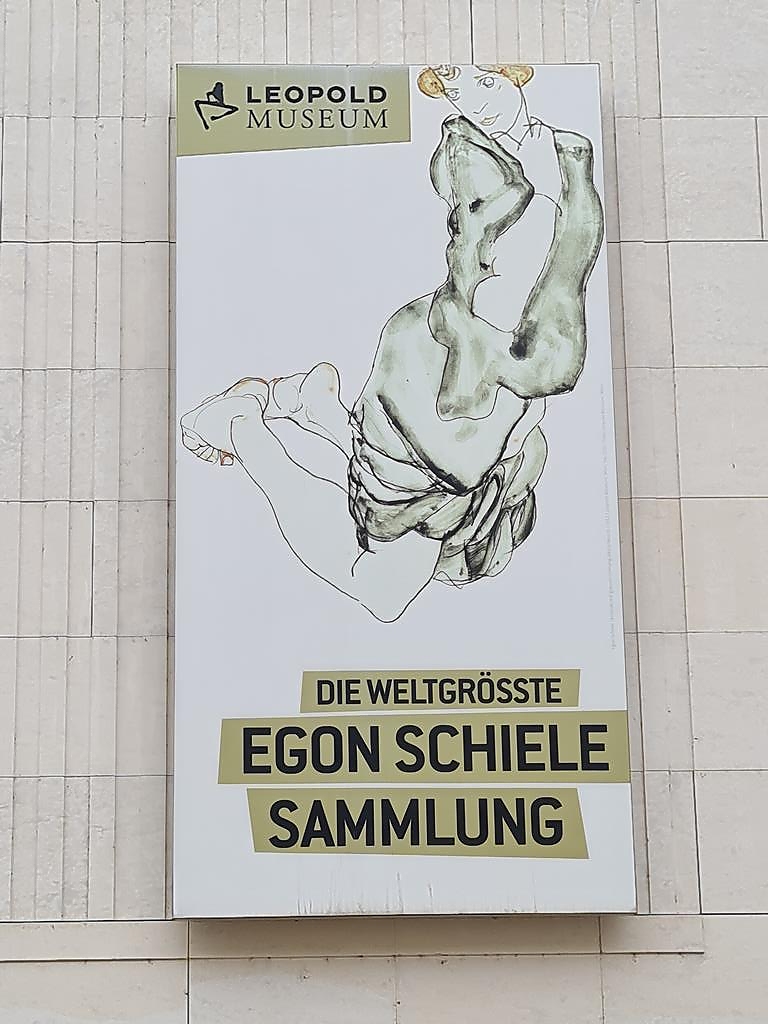 LEOPOLD
MUSEUM
DIE WELTGRÖSSTE
EGON SCHIELE
SAMMLUNG